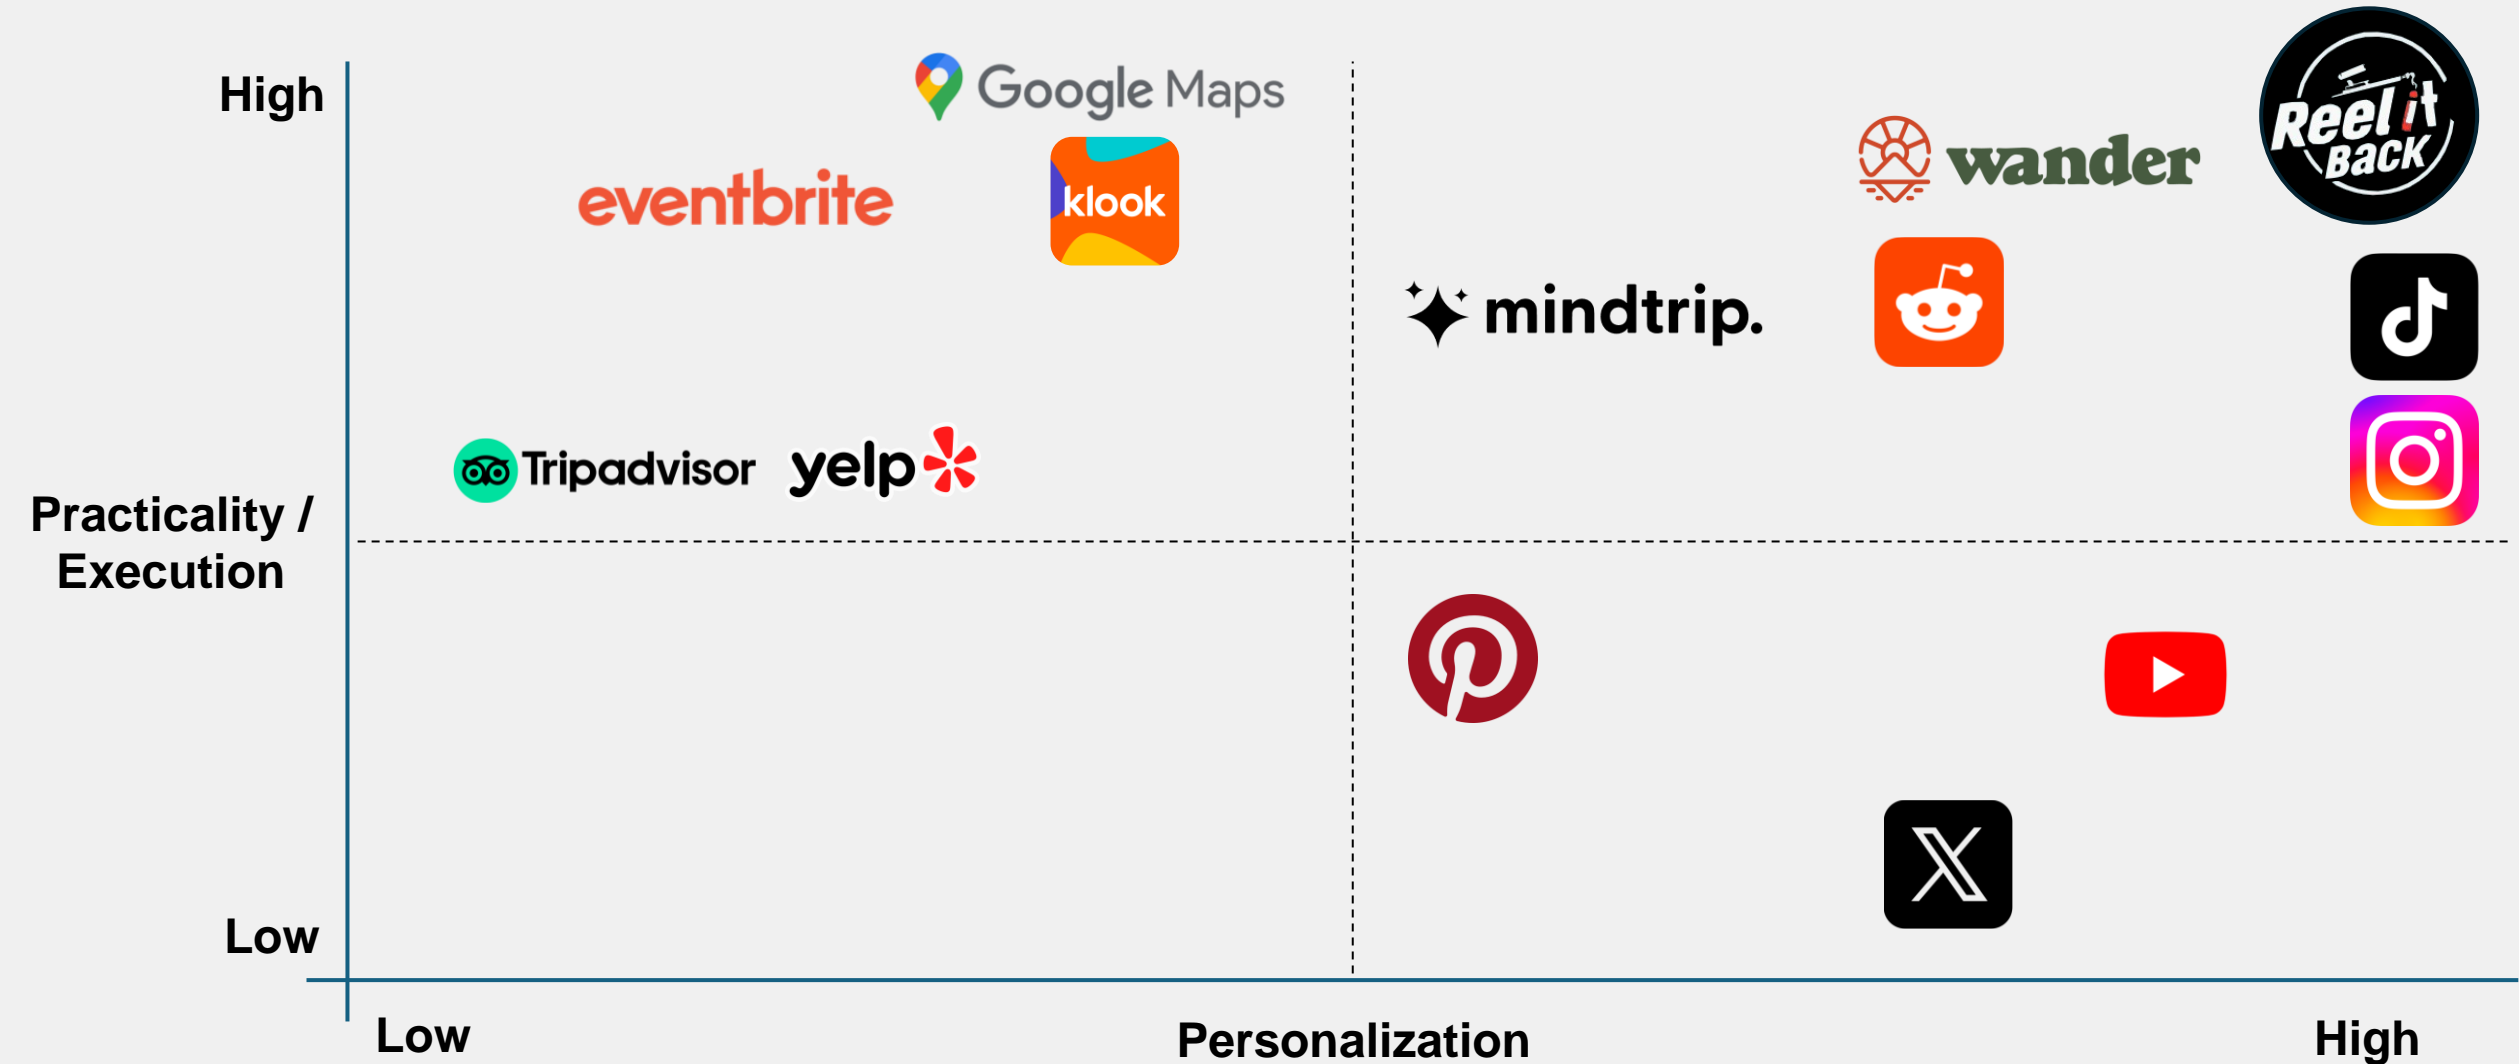 High
Google Maps
eventbrite
klook
wander
Reel it
BACK
mindtrip.
Tripadvisor
yelp
Practicality /
Execution
X
Low
Low
Personalization
High